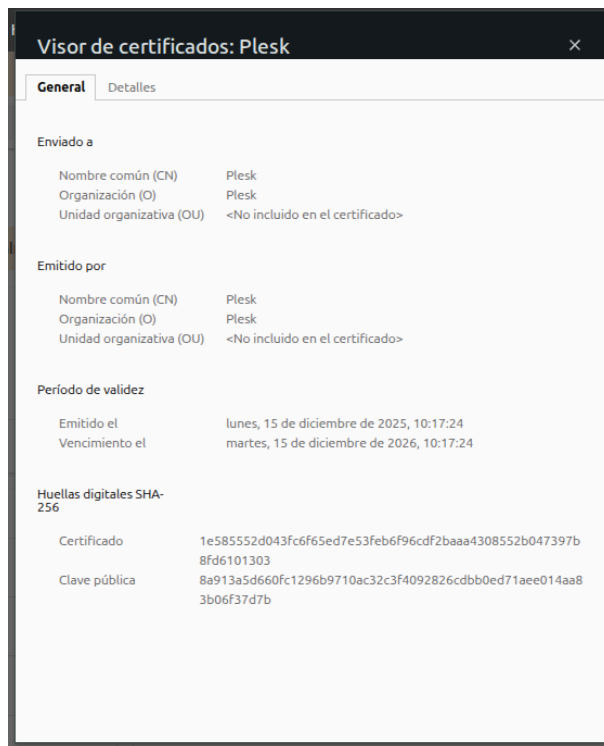 Visor de certificados: Plesk ×
General Detalles
Enviado a
Nombre común (CN) Plesk
Organización (O) Plesk
Unidad organizativa (OU) <No incluido en el certificado>
Emitido por
Nombre común (CN) Plesk
Organización (O) Plesk
Unidad organizativa (OU) <No incluido en el certificado>
Período de validez
Emitido el lunes, 15 de diciembre de 2025, 10:17:24
Vencimiento el martes, 15 de diciembre de 2026, 10:17:24
Huellas digitales SHA-
256
Certificado 1e585552d043fc6f65ed7e53feb6f96cdf2baaa4308552b047397b
8fd6101303
Clave pública 8a913a5d660fc1296b9710ac32c3f4092826cdbb0ed71aee014aa8
3b06f37d7b